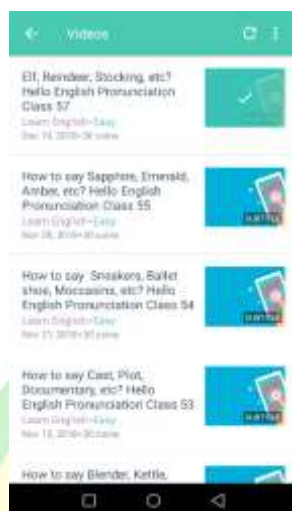 Videos
Elf, Reindeer, Stocking, etc?
Hello English Pronunciation
Class 57
Learn English•Easy
How to say Sapphire, Emerald,
Amber, etc? Hello English
Pronunciation Class 55
Learn English•Easy
How to say Sneakers, Ballet
shoe, Moccasins, etc? Hello
English Pronunciation Class 54
Learn English•Easy
How to say Cast, Plot,
Documentary, etc? Hello
English Pronunciation Class 53
Learn English•Easy
How to say Blender, Kettle,